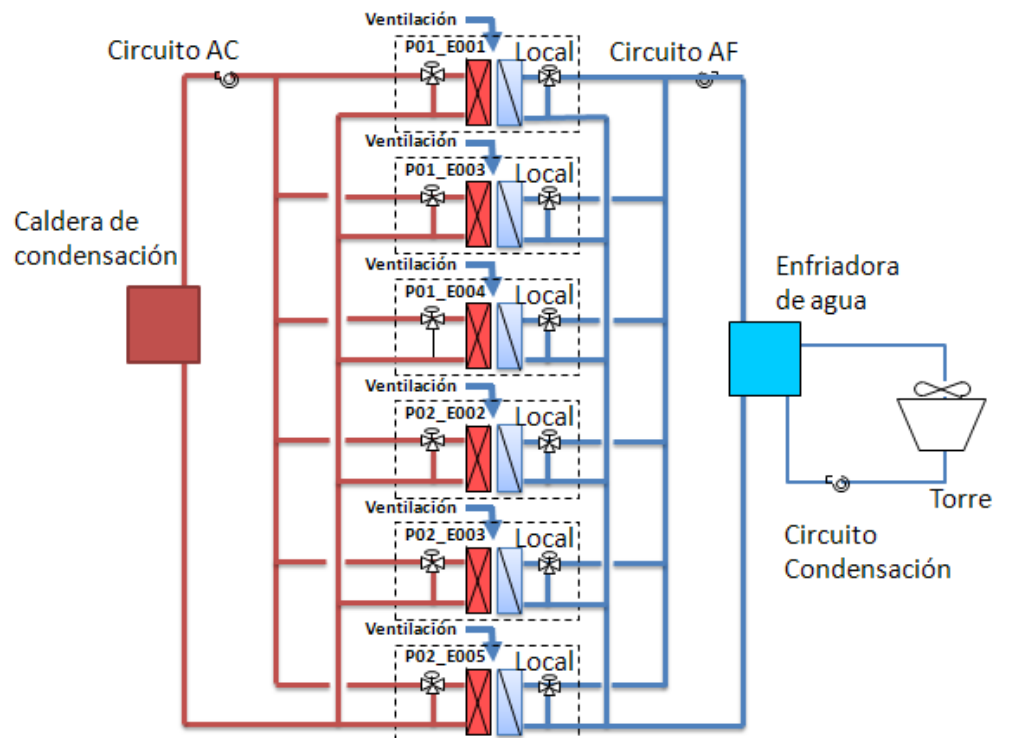 Ventilación
P01_E001
Local
Circuito AC
Circuito AF
Ventilación
P01_E003
Local
Caldera de
condensación
Ventilación
P01_E004
Local
Enfriadora
de agua
Ventilación
P02_E002
Local
Torre
Ventilación
P02_E003
Local
Circuito
Condensación
Ventilación
P02_E005
Local